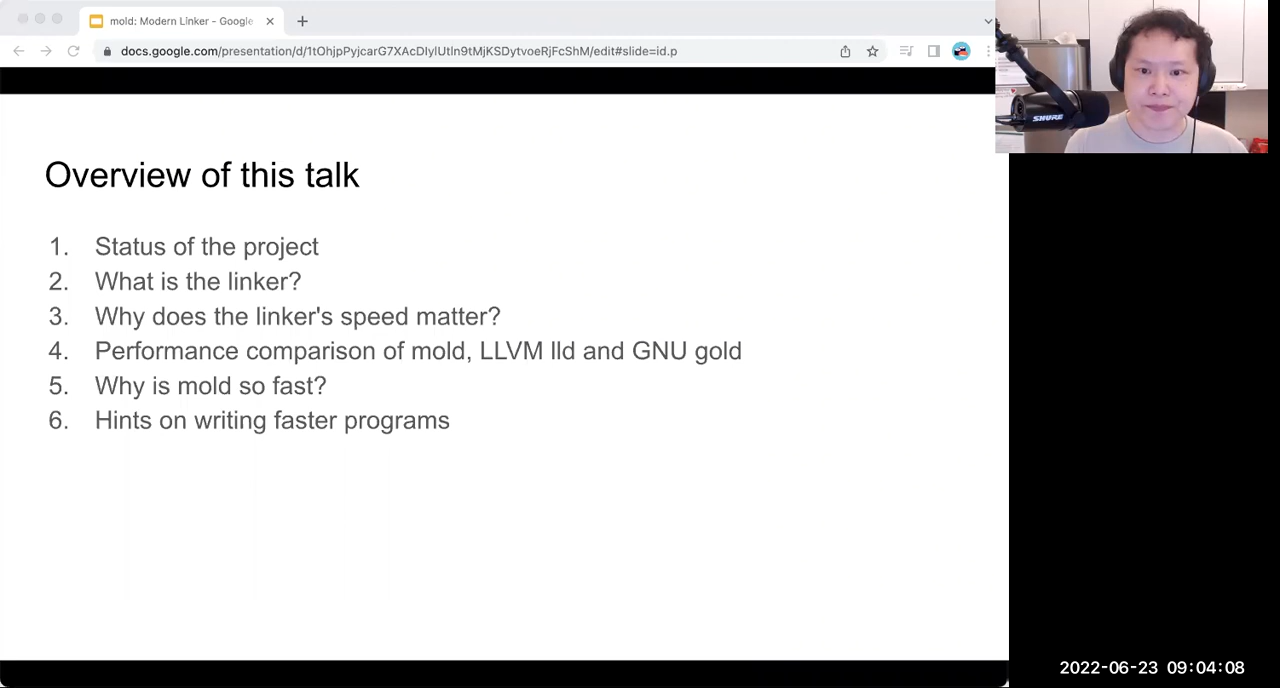 mold: Modern Linker - Google
docs.google.com/presentation/d/1tOhjpPyjcarG7XAcDIylUtln9tMjKSDytvoeRjFcShM/edit#slide=id.p
SHURE
Overview of this talk
1. Status of the project
2. What is the linker?
3. Why does the linker's speed matter?
4. Performance comparison of mold, LLVM lld and GNU gold
5. Why is mold so fast?
6. Hints on writing faster programs
2022-06-23 09:04:08